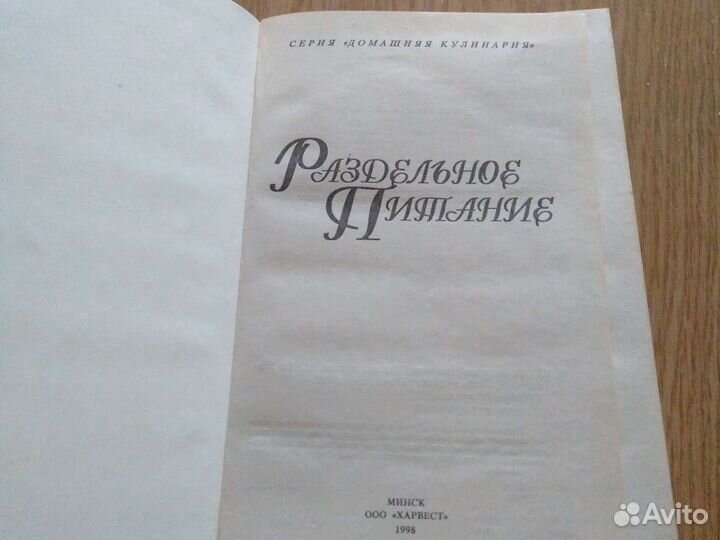 СЕРИЯ «ДОМАШНЯЯ КУЛИНАРИЯ»
РАЗДЕЛЬНОЕ
ПИТАНИЕ
МИНСК
ООО «ХАРВЕСТ»
1998
Avito